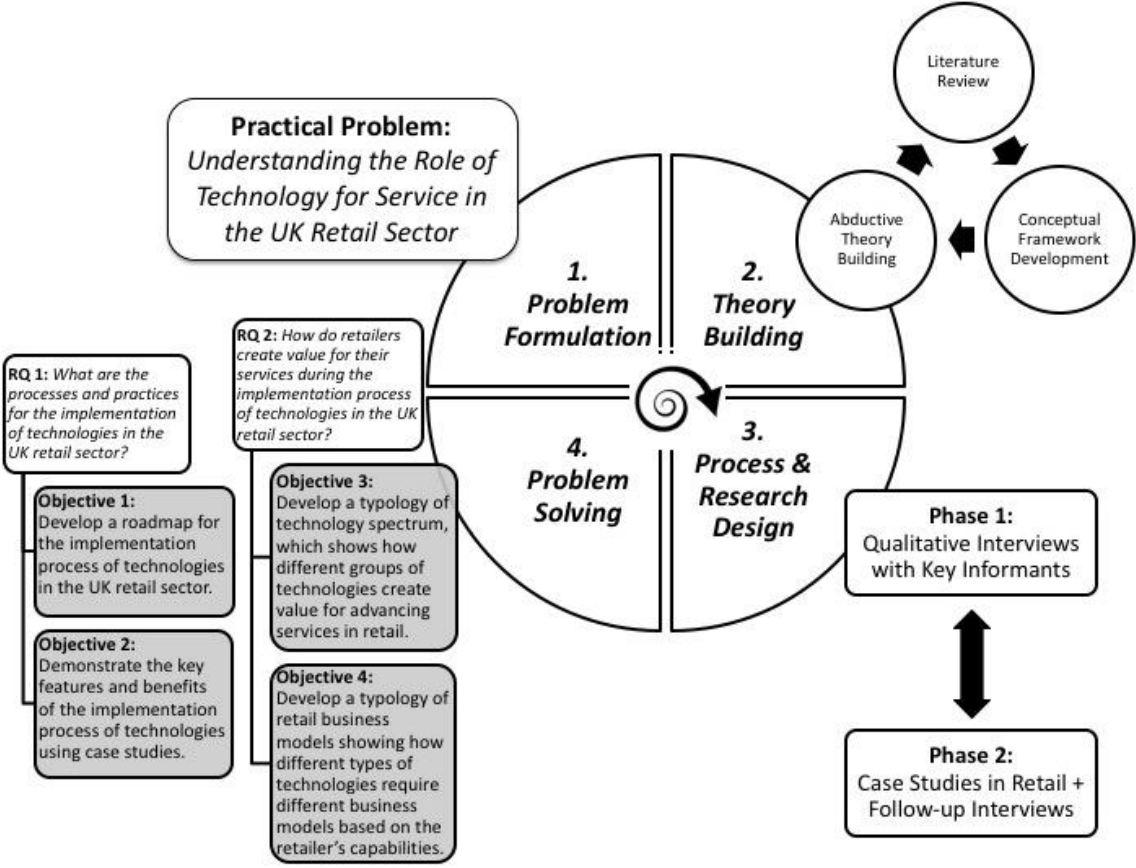 Literature
Review
Conceptual
Framework
Development
Abductive
Theory
Building
Practical Problem:
Understanding the Role of
Technology for Service in
the UK Retail Sector
1.
Problem
Formulation
2.
Theory
Building
3.
Process &
Research
Design
4.
Problem
Solving
RQ 1: What are the
processes and practices
for the implementation
of technologies in the
UK retail sector?
Objective 1:
Develop a roadmap for
the implementation
process of technologies
in the UK retail sector.
Objective 2:
Demonstrate the key
features and benefits
of the implementation
process of technologies
using case studies.
RQ 2: How do retailers
create value for their
services during the
implementation process
of technologies in the UK
retail sector?
Objective 3:
Develop a typology of
technology spectrum,
which shows how
different groups of
technologies create
value for advancing
services in retail.
Objective 4:
Develop a typology of
retail business
models showing how
different types of
technologies require
different business
models based on the
retailer's capabilities.
Phase 1:
Qualitative Interviews
with Key Informants
Phase 2:
Case Studies in Retail +
Follow-up Interviews